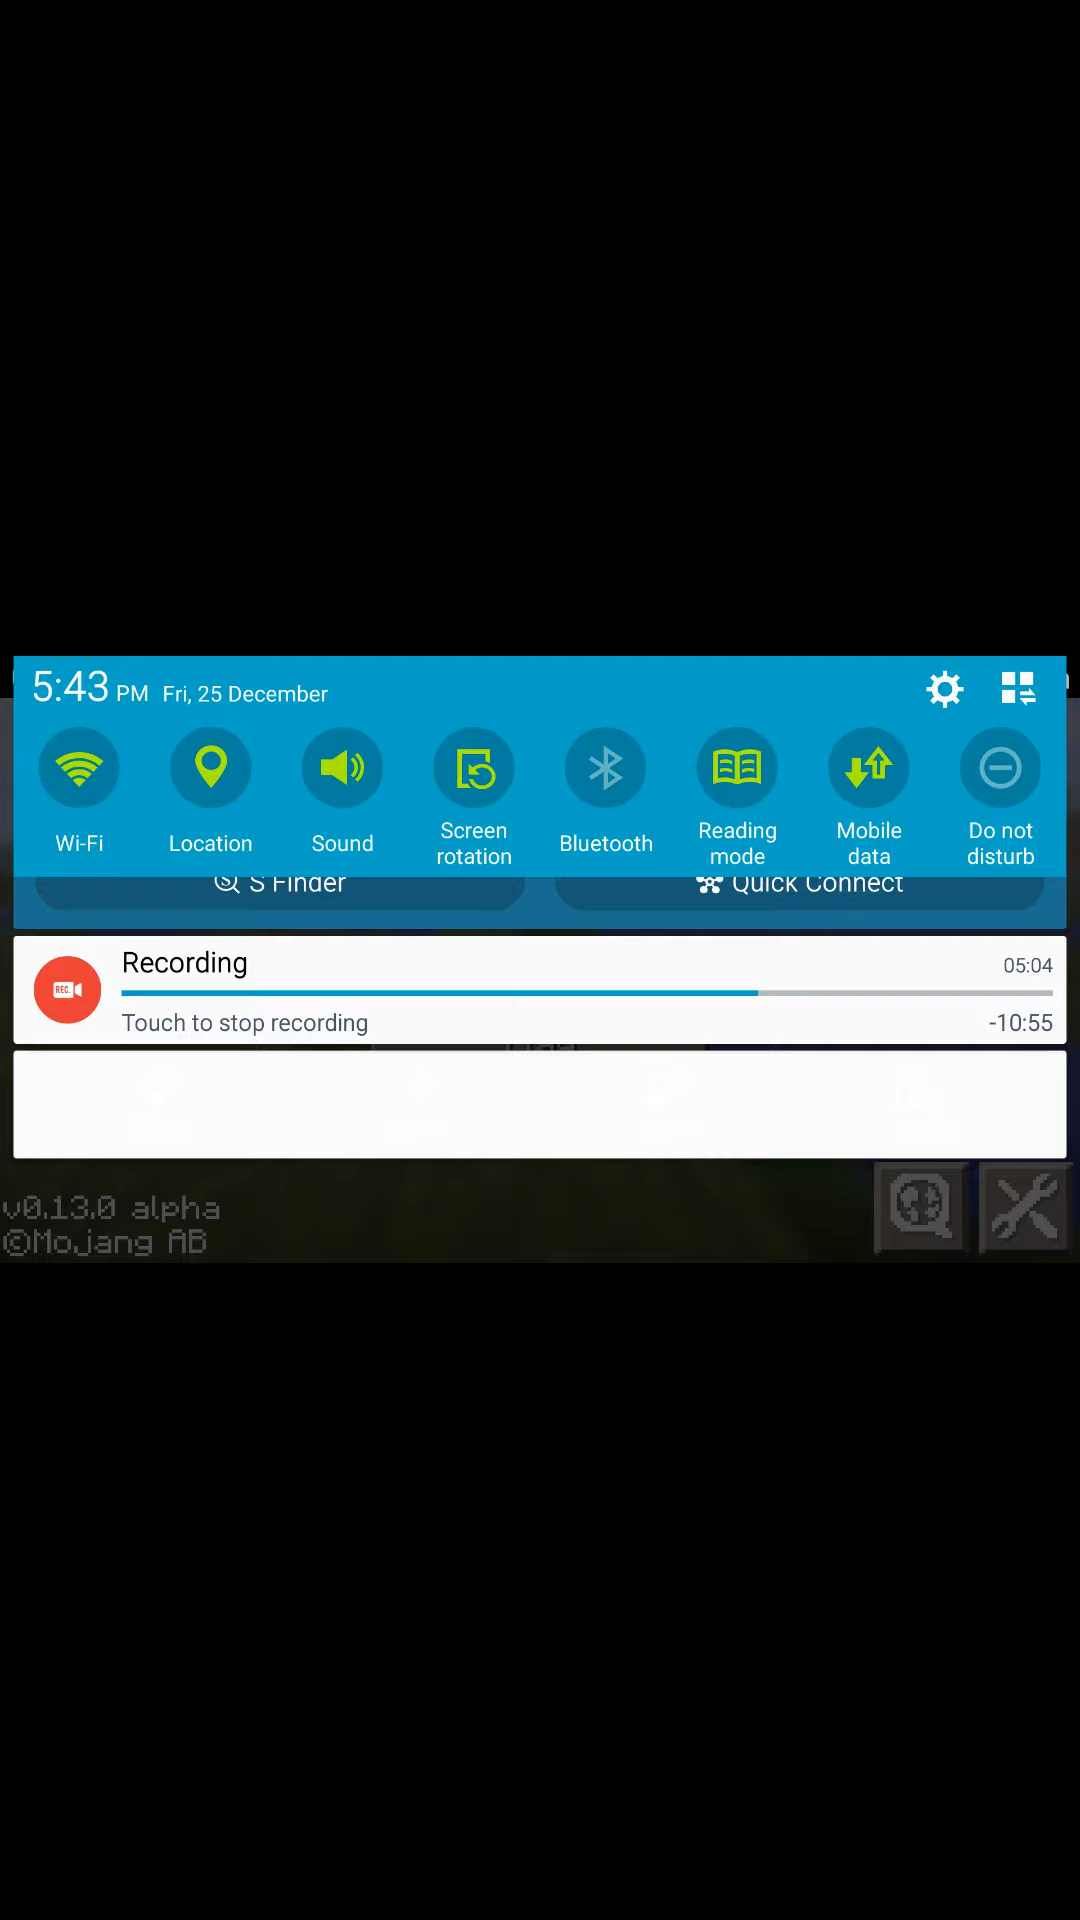 5:43 PM Fri, 25 December
Wi-Fi
Location
Sound
Screen
rotation
Bluetooth
Reading
mode
Mobile
data
Do not
disturb
S Finder
Quick Connect
REC.
Recording
05:04
Touch to stop recording
-10:55
v0.13.0 alpha
©Mojang AB